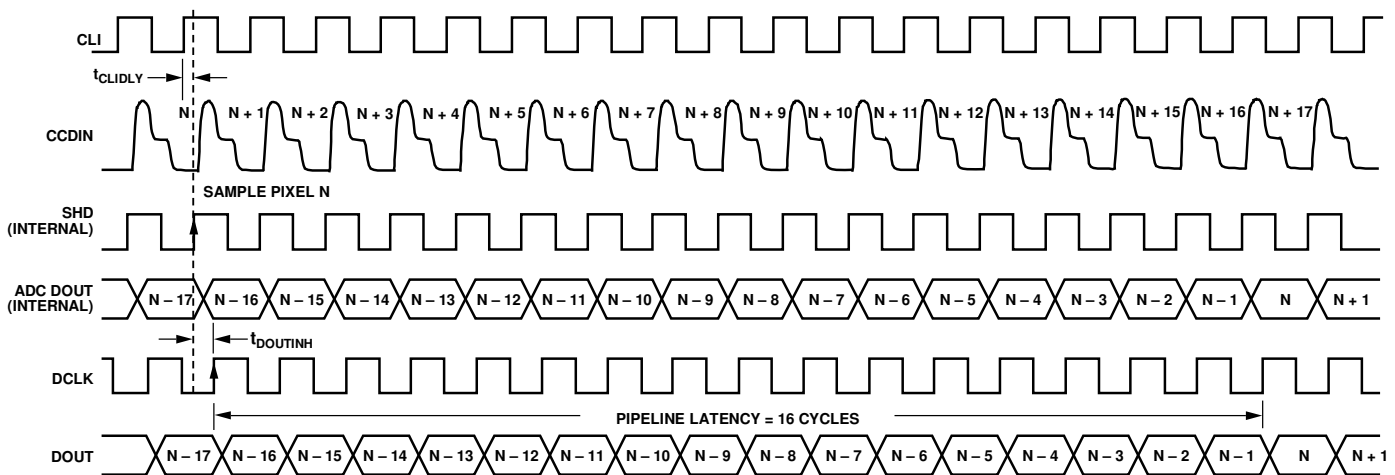 CLI
tCLIDLY
N N + 1 N + 2 N + 3 N + 4 N + 5 N + 6 N + 7 N + 8 N + 9 N + 10 N + 11 N + 12 N + 13 N + 14 N + 15 N + 16 N + 17
CCDIN
SAMPLE PIXEL N
SHD
(INTERNAL)
ADC DOUT
(INTERNAL)
N – 17 N – 16 N – 15 N – 14 N – 13 N – 12 N – 11 N – 10 N – 9 N – 8 N – 7 N – 6 N – 5 N – 4 N – 3 N – 2 N – 1 N N + 1
tDOUTINH
DCLK
PIPELINE LATENCY = 16 CYCLES
DOUT
N – 17 N – 16 N – 15 N – 14 N – 13 N – 12 N – 11 N – 10 N – 9 N – 8 N – 7 N – 6 N – 5 N – 4 N – 3 N – 2 N – 1 N N + 1